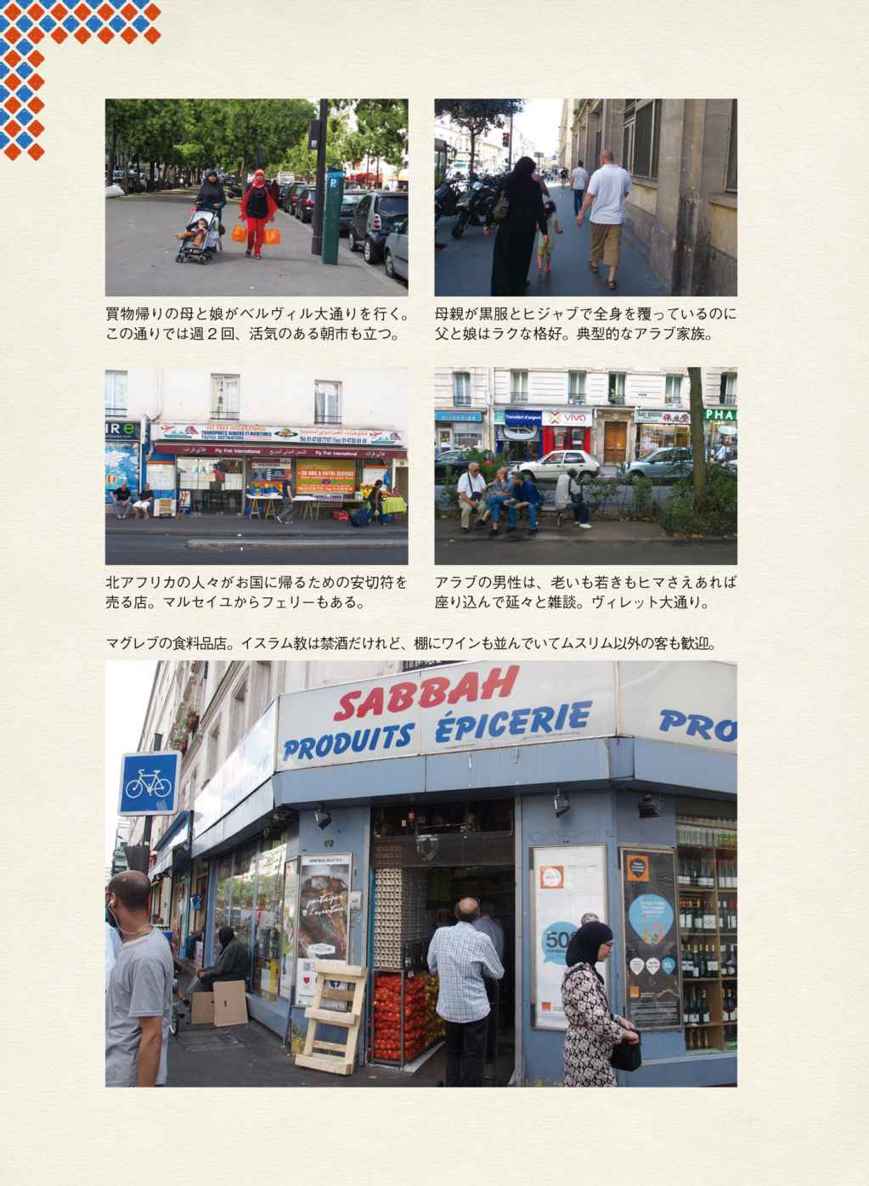 買物帰りの母と娘がベルヴィル大通りを行く。
この通りでは週２回、活気のある朝市も立つ。
母親が黒服とヒジャブで全身を覆っているのに
父と娘はラクな格好。典型的なアラブ家族。
Fly Fret International
VIVO
PHA
北アフリカの人々がお国に帰るための安切符を
売る店。マルセイユからフェリーもある。
アラブの男性は、老いも若きもヒマさえあれば
座り込んで延々と雑談。ヴィレット大通り。
マグレブの食料品店。イスラム教は禁酒だけれど、棚にワインも並んでいてムスリム以外の客も歓迎。
SABBAH
PRODUITS ÉPICERIE
PRO
50